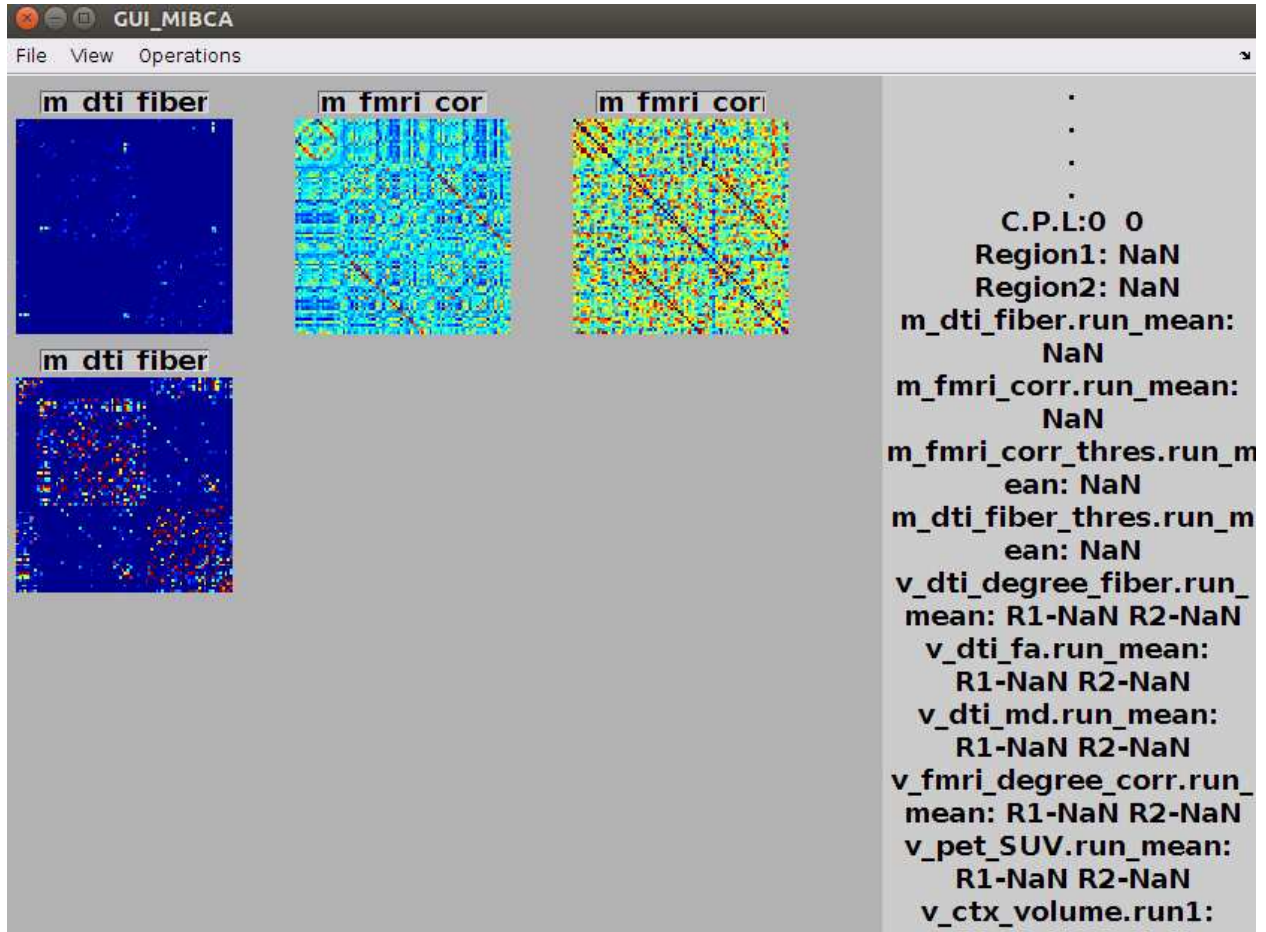 GUI_MIBCA
File View Operations
m dti fiber
m fmri cor
m fmri cor
m dti fiber
.
.
.
.
C.P.L:0 0
Region1: NaN
Region2: NaN
m_dti_fiber.run_mean:
NaN
m_fmri_corr.run_mean:
NaN
m_fmri_corr_thres.run_m
ean: NaN
m_dti_fiber_thres.run_m
ean: NaN
v_dti_degree_fiber.run_
mean: R1-NaN R2-NaN
v_dti_fa.run_mean:
R1-NaN R2-NaN
v_dti_md.run_mean:
R1-NaN R2-NaN
v_fmri_degree_corr.run_
mean: R1-NaN R2-NaN
v_pet_SUV.run_mean:
R1-NaN R2-NaN
v_ctx_volume.run1: